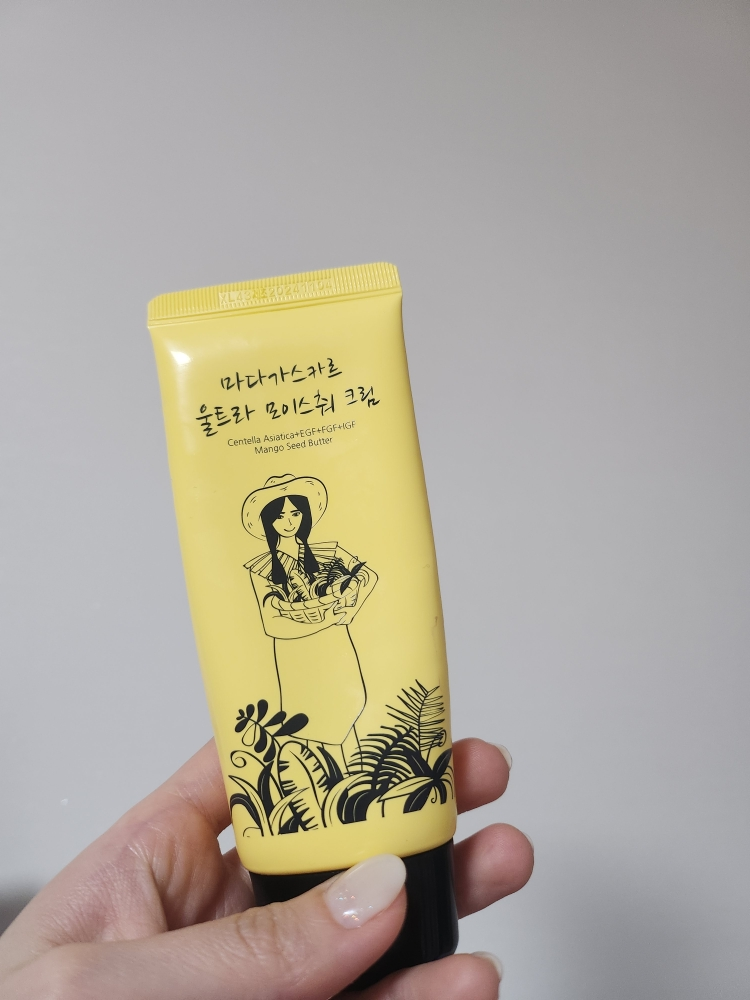 마다가스카르
울트라 모이스춰 크림
Centella Asiatica+EGF+FGF+IGF
Mango Seed Butter